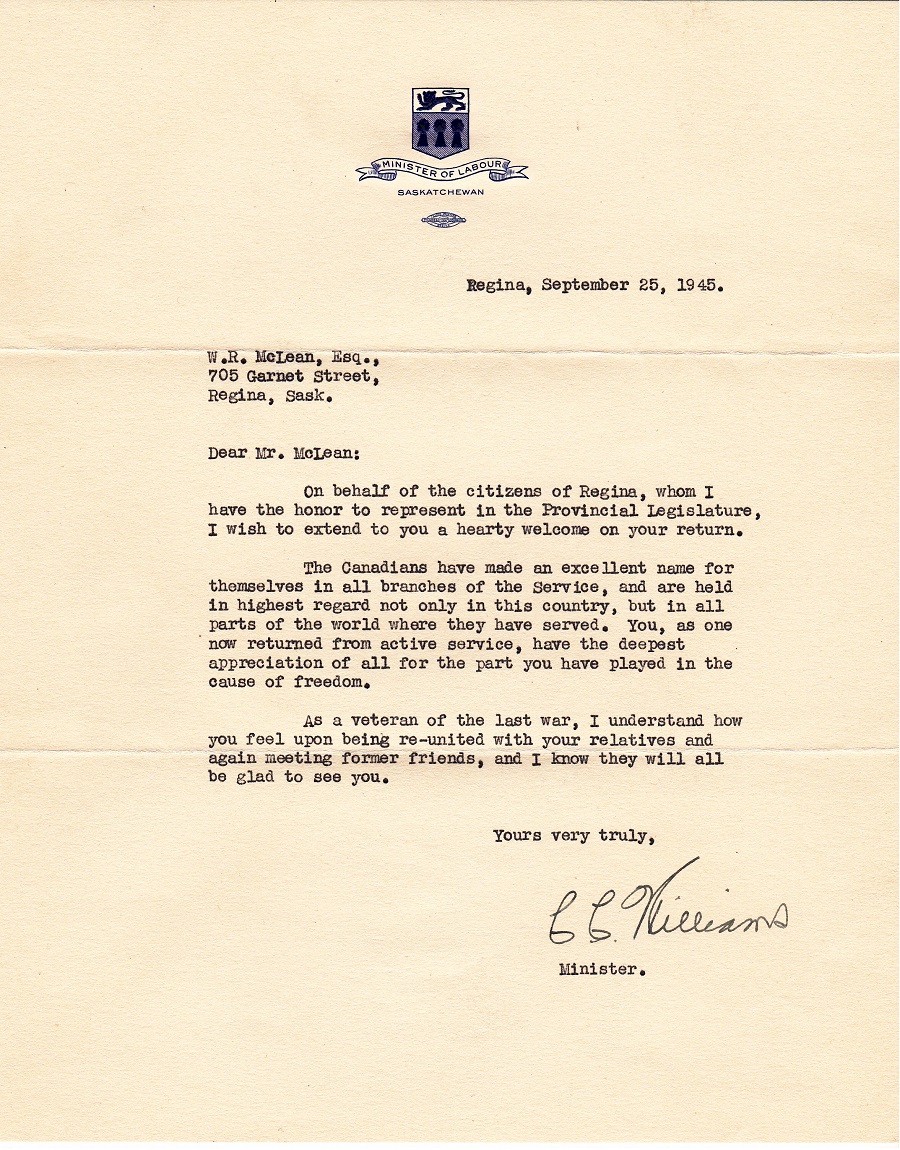 MINISTER OF LABOUR
SASKATCHEWAN
Regina, September 25, 1945.
W.R. McLean, Esq.,
705 Garnet Street,
Regina, Sask.
Dear Mr. McLean:
On behalf of the citizens of Regina, whom I
have the honor to represent in the Provincial Legislature,
I wish to extend to you a hearty welcome on your return.
The Canadians have made an excellent name for
themselves in all branches of the Service, and are held
in highest regard not only in this country, but in all
parts of the world where they have served. You, as one
now returned from active service, have the deepest
appreciation of all for the part you have played in the
cause of freedom.
As a veteran of the last war, I understand how
you feel upon being re-united with your relatives and
again meeting former friends, and I know they will all
be glad to see you.
Yours very truly,
C C. Williams
Minister.